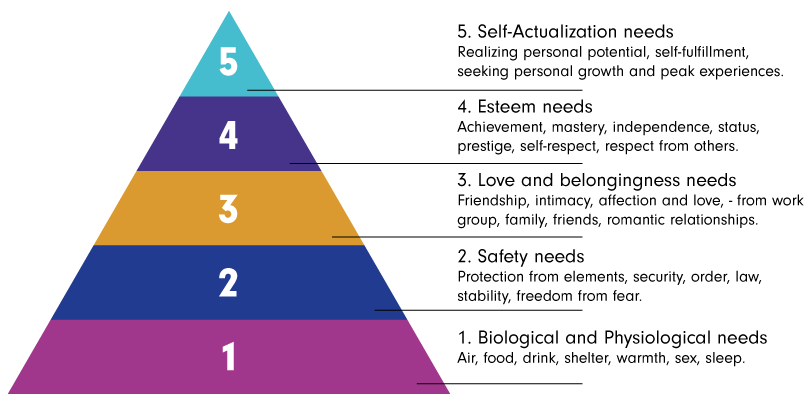 5
5. Self-Actualization needs
Realizing personal potential, self-fulfillment,
seeking personal growth and peak experiences.
4
4. Esteem needs
Achievement, mastery, independence, status,
prestige, self-respect, respect from others.
3
3. Love and belongingness needs
Friendship, intimacy, affection and love, - from work
group, family, friends, romantic relationships.
2
2. Safety needs
Protection from elements, security, order, law,
stability, freedom from fear.
1
1. Biological and Physiological needs
Air, food, drink, shelter, warmth, sex, sleep.